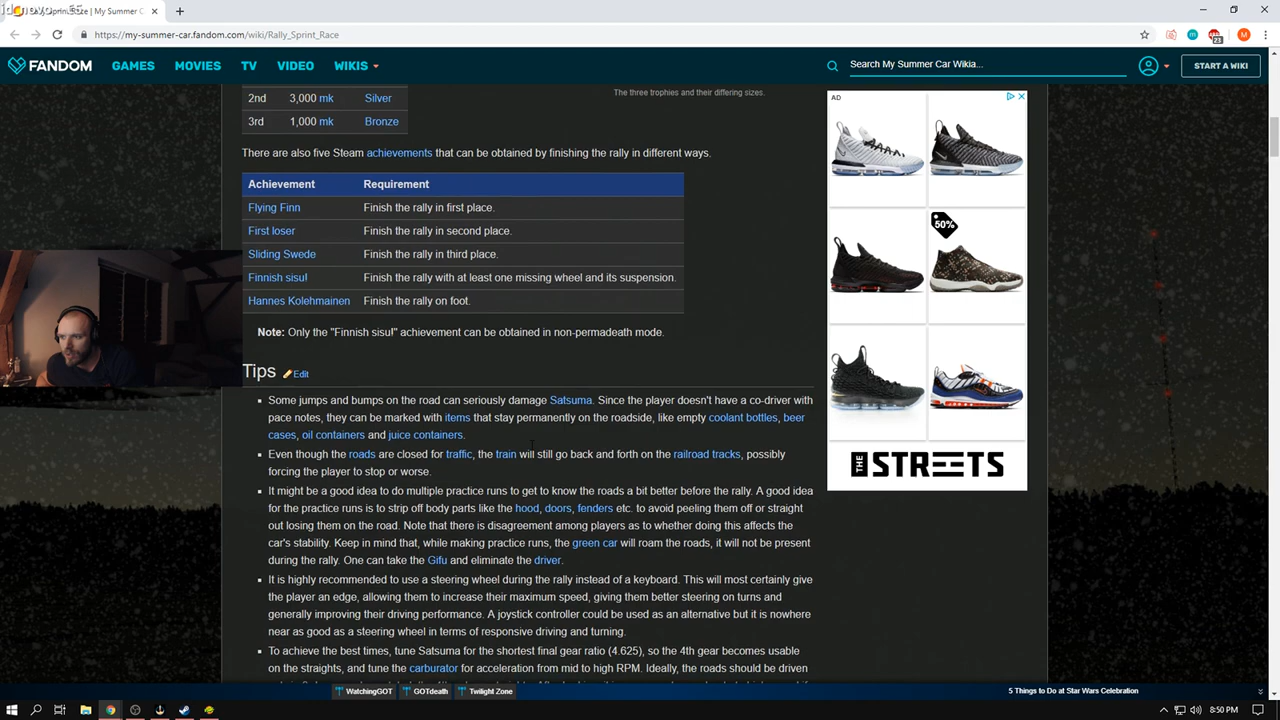 Rally Sprint Race | My Summer C
https://my-summer-car.fandom.com/wiki/Rally_Sprint_Race
23
M
FANDOM
GAMES
MOVIES
TV
VIDEO
WIKIS
Search My Summer Car Wikia...
START A WIKI
2nd 3,000 mk Silver
3rd 1,000 mk Bronze
The three trophies and their differing sizes.
AD
50%
THE STREETS
There are also five Steam achievements that can be obtained by finishing the rally in different ways.
Achievement Requirement
Flying Finn Finish the rally in first place.
First loser Finish the rally in second place.
Sliding Swede Finish the rally in third place.
Finnish sisu! Finish the rally with at least one missing wheel and its suspension.
Hannes Kolehmainen Finish the rally on foot.
Note: Only the "Finnish sisu!" achievement can be obtained in non-permadeath mode.
Tips Edit
Some jumps and bumps on the road can seriously damage Satsuma. Since the player doesn't have a co-driver with
pace notes, they can be marked with items that stay permanently on the roadside, like empty coolant bottles, beer
cases, oil containers and juice containers.
Even though the roads are closed for traffic, the train will still go back and forth on the railroad tracks, possibly
forcing the player to stop or worse.
It might be a good idea to do multiple practice runs to get to know the roads a bit better before the rally. A good idea
for the practice runs is to strip off body parts like the hood, doors, fenders etc. to avoid peeling them off or straight
out losing them on the road. Note that there is disagreement among players as to whether doing this affects the
car's stability. Keep in mind that, while making practice runs, the green car will roam the roads, it will not be present
during the rally. One can take the Gifu and eliminate the driver.
It is highly recommended to use a steering wheel during the rally instead of a keyboard. This will most certainly give
the player an edge, allowing them to increase their maximum speed, giving them better steering on turns and
generally improving their driving performance. A joystick controller could be used as an alternative but it is nowhere
near as good as a steering wheel in terms of responsive driving and turning.
To achieve the best times, tune Satsuma for the shortest final gear ratio (4.625), so the 4th gear becomes usable
on the straights, and tune the carburator for acceleration from mid to high RPM. Ideally, the roads should be driven
WatchingGOT
GOTdeath
Twilight Zone
5 Things to Do at Star Wars Celebration
8:50 PM